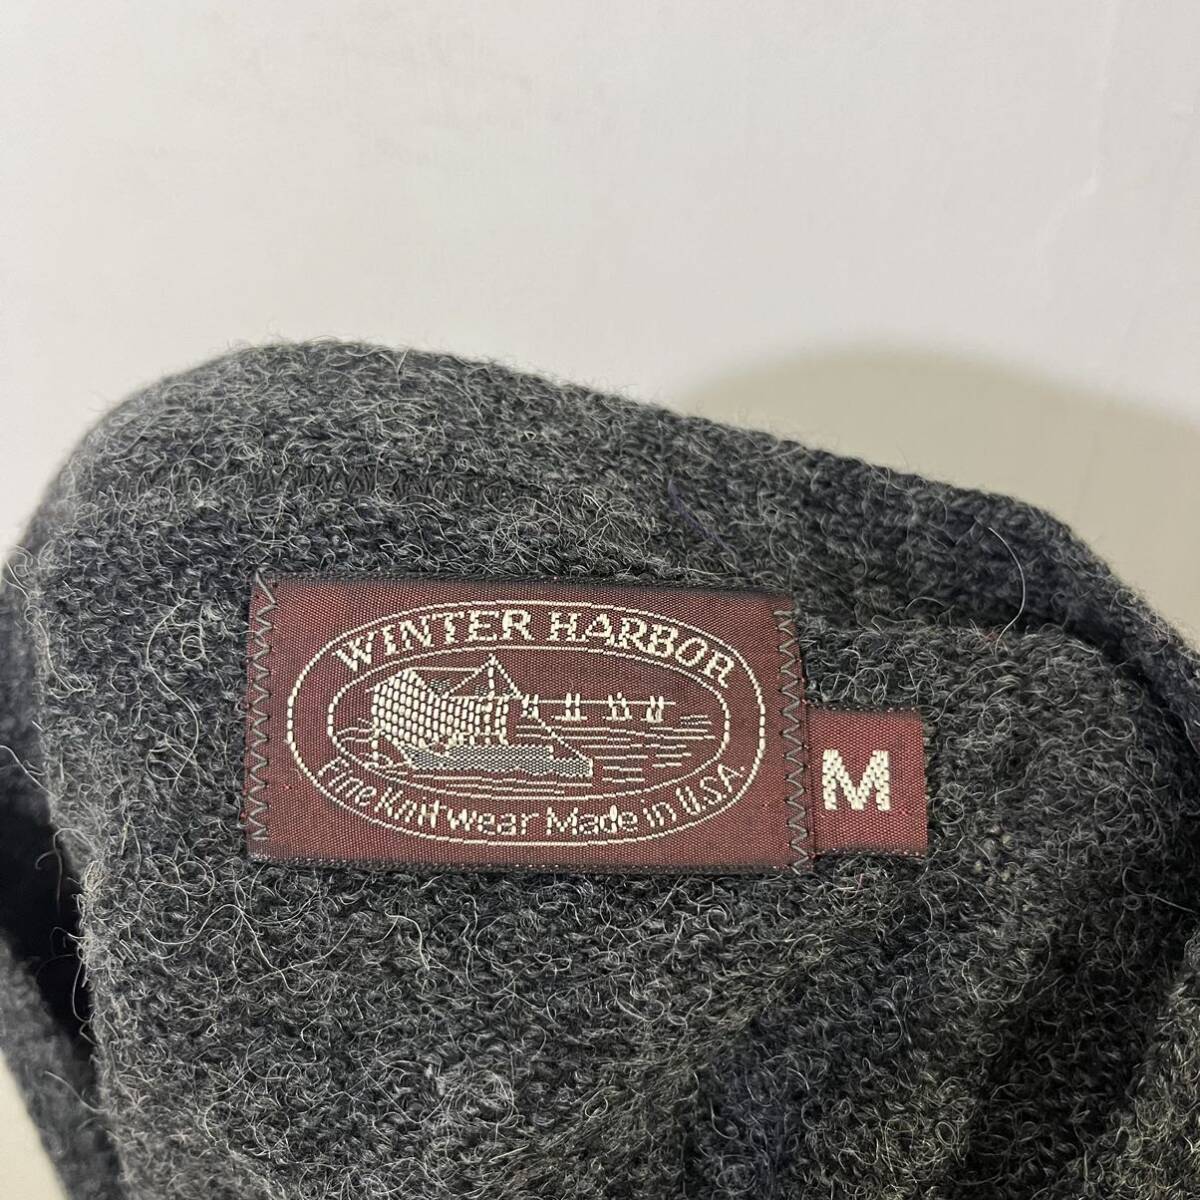 WINTER HARBOR
Fine Knitwear Made in U.S.A.
M